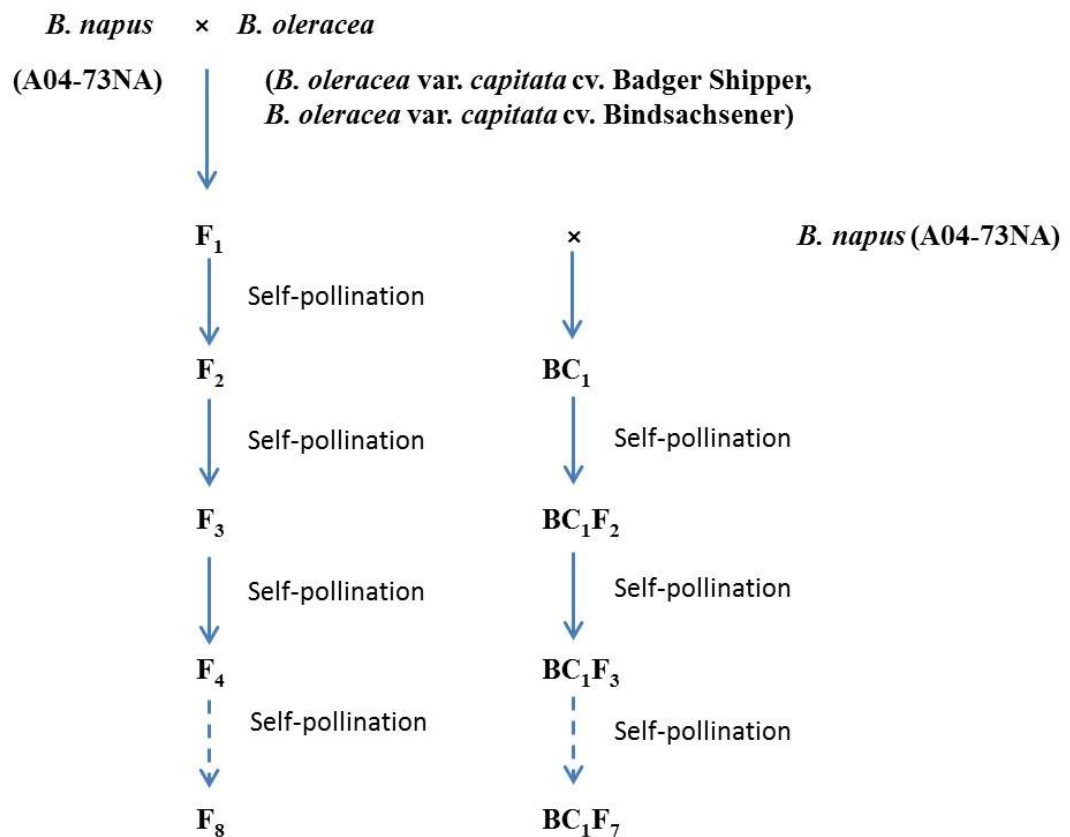 B. napus × B. oleracea
(A04-73NA) (B. oleracea var. capitata cv. Badger Shipper,
B. oleracea var. capitata cv. Bindsachsener)
F₁ × B. napus (A04-73NA)
Self-pollination
F₂ BC₁
Self-pollination Self-pollination
F₃ BC₁F₂
Self-pollination Self-pollination
F₄ BC₁F₃
Self-pollination Self-pollination
F₈ BC₁F₇